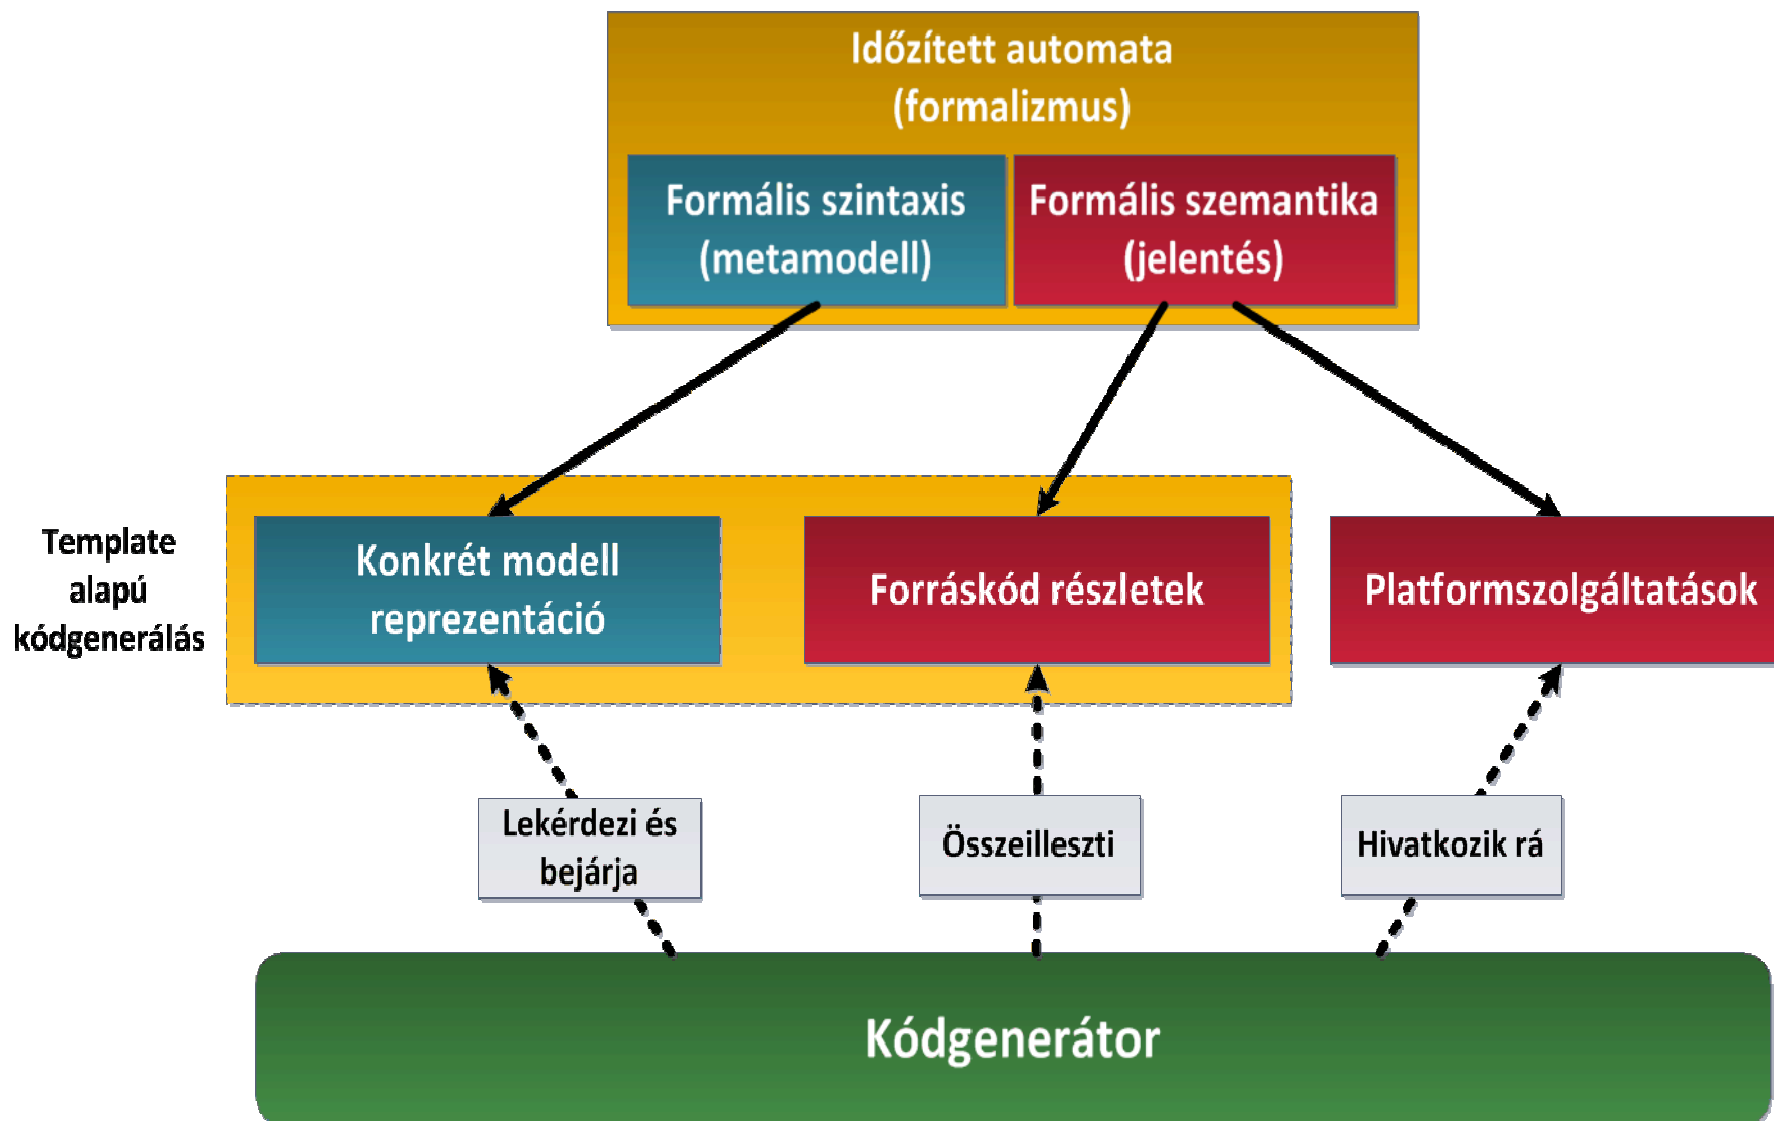 Időzített automata
(formalizmus)
Formális szintaxis
(metamodell)
Formális szemantika
(jelentés)
Template
alapú
kódgenerálás
Konkrét modell
reprezentáció
Forráskód részletek
Platformszolgáltatások
Lekérdezi és
bejárja
Összeilleszti
Hivatkozik rá
Kódgenerátor